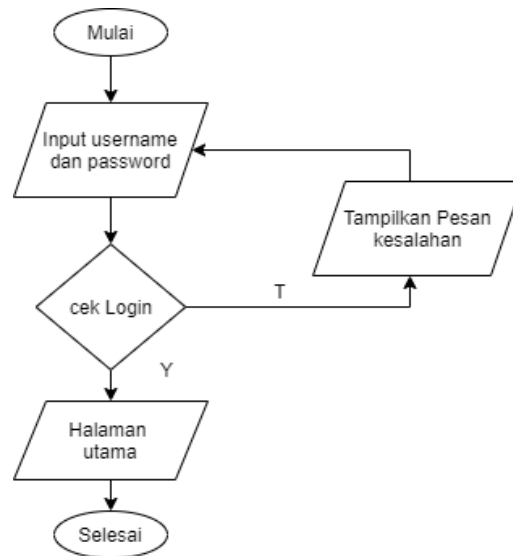 Mulai
Input username
dan password
Tampilkan Pesan
kesalahan
cek Login
T
Y
Halaman
utama
Selesai